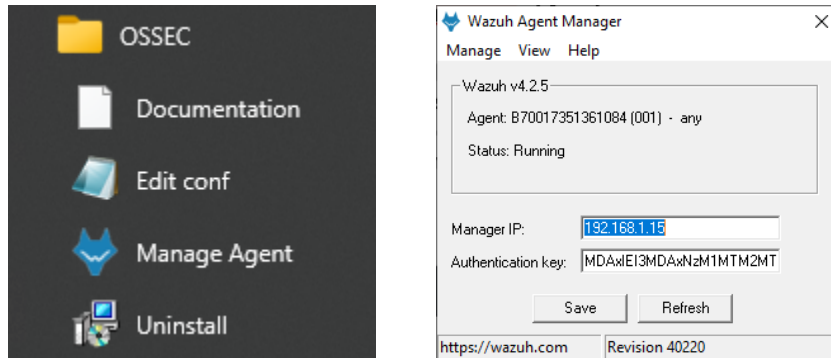 OSSEC
Documentation
Edit conf
Manage Agent
Uninstall
Wazuh Agent Manager
Manage View Help
Wazuh v4.2.5
Agent: B70017351361084 (001) - any
Status: Running
Manager IP: 192.168.1.15
Authentication key: MDAxIEI3MDAxNzM1MTM2MT
Save Refresh
https://wazuh.com Revision 40220